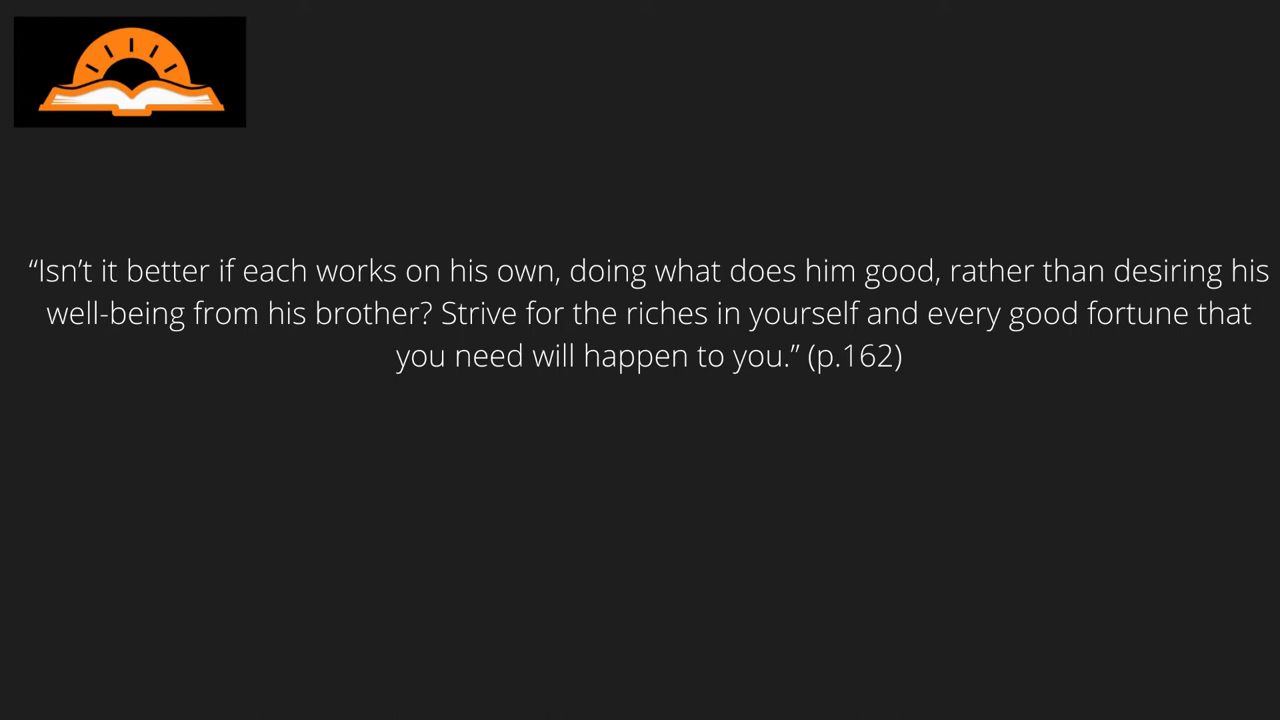 “Isn’t it better if each works on his own, doing what does him good, rather than desiring his
well-being from his brother? Strive for the riches in yourself and every good fortune that
you need will happen to you.” (p.162)